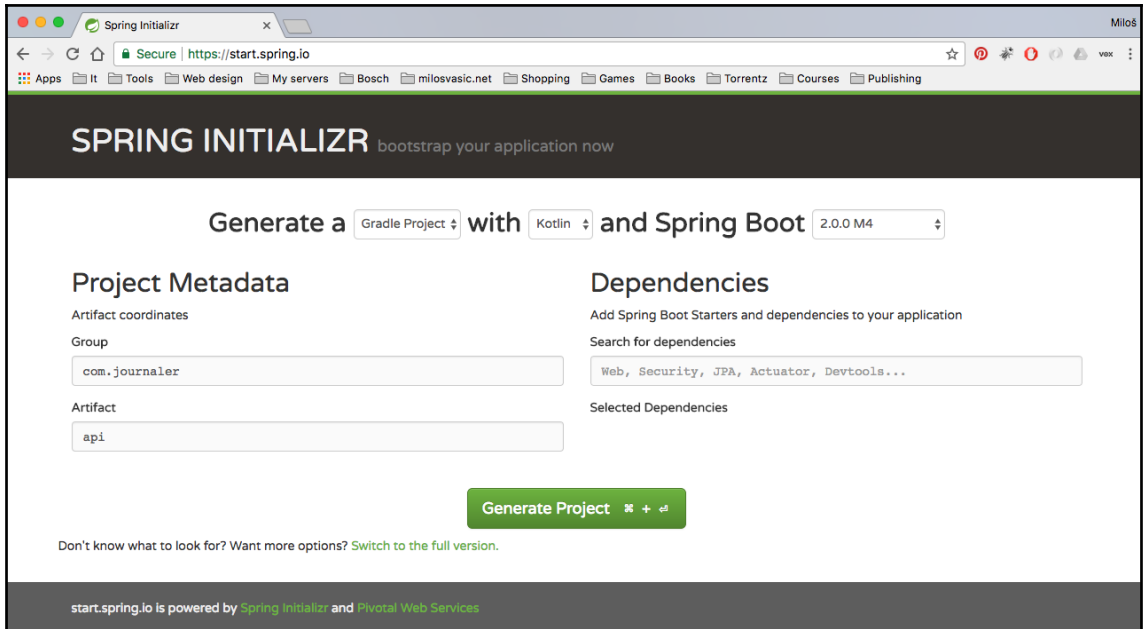 Spring Initializr
Miloš
Secure | https://start.spring.io
vox
Apps It Tools Web design My servers Bosch milosvasic.net Shopping Games Books Torrentz Courses Publishing
SPRING INITIALIZR bootstrap your application now
Generate a Gradle Project with Kotlin and Spring Boot 2.0.0 M4
Project Metadata
Artifact coordinates
Group
com.journaler
Artifact
api
Dependencies
Add Spring Boot Starters and dependencies to your application
Search for dependencies
Web, Security, JPA, Actuator, Devtools...
Selected Dependencies
Generate Project ⌘ + ⏎
Don't know what to look for? Want more options? Switch to the full version.
start.spring.io is powered by Spring Initializr and Pivotal Web Services